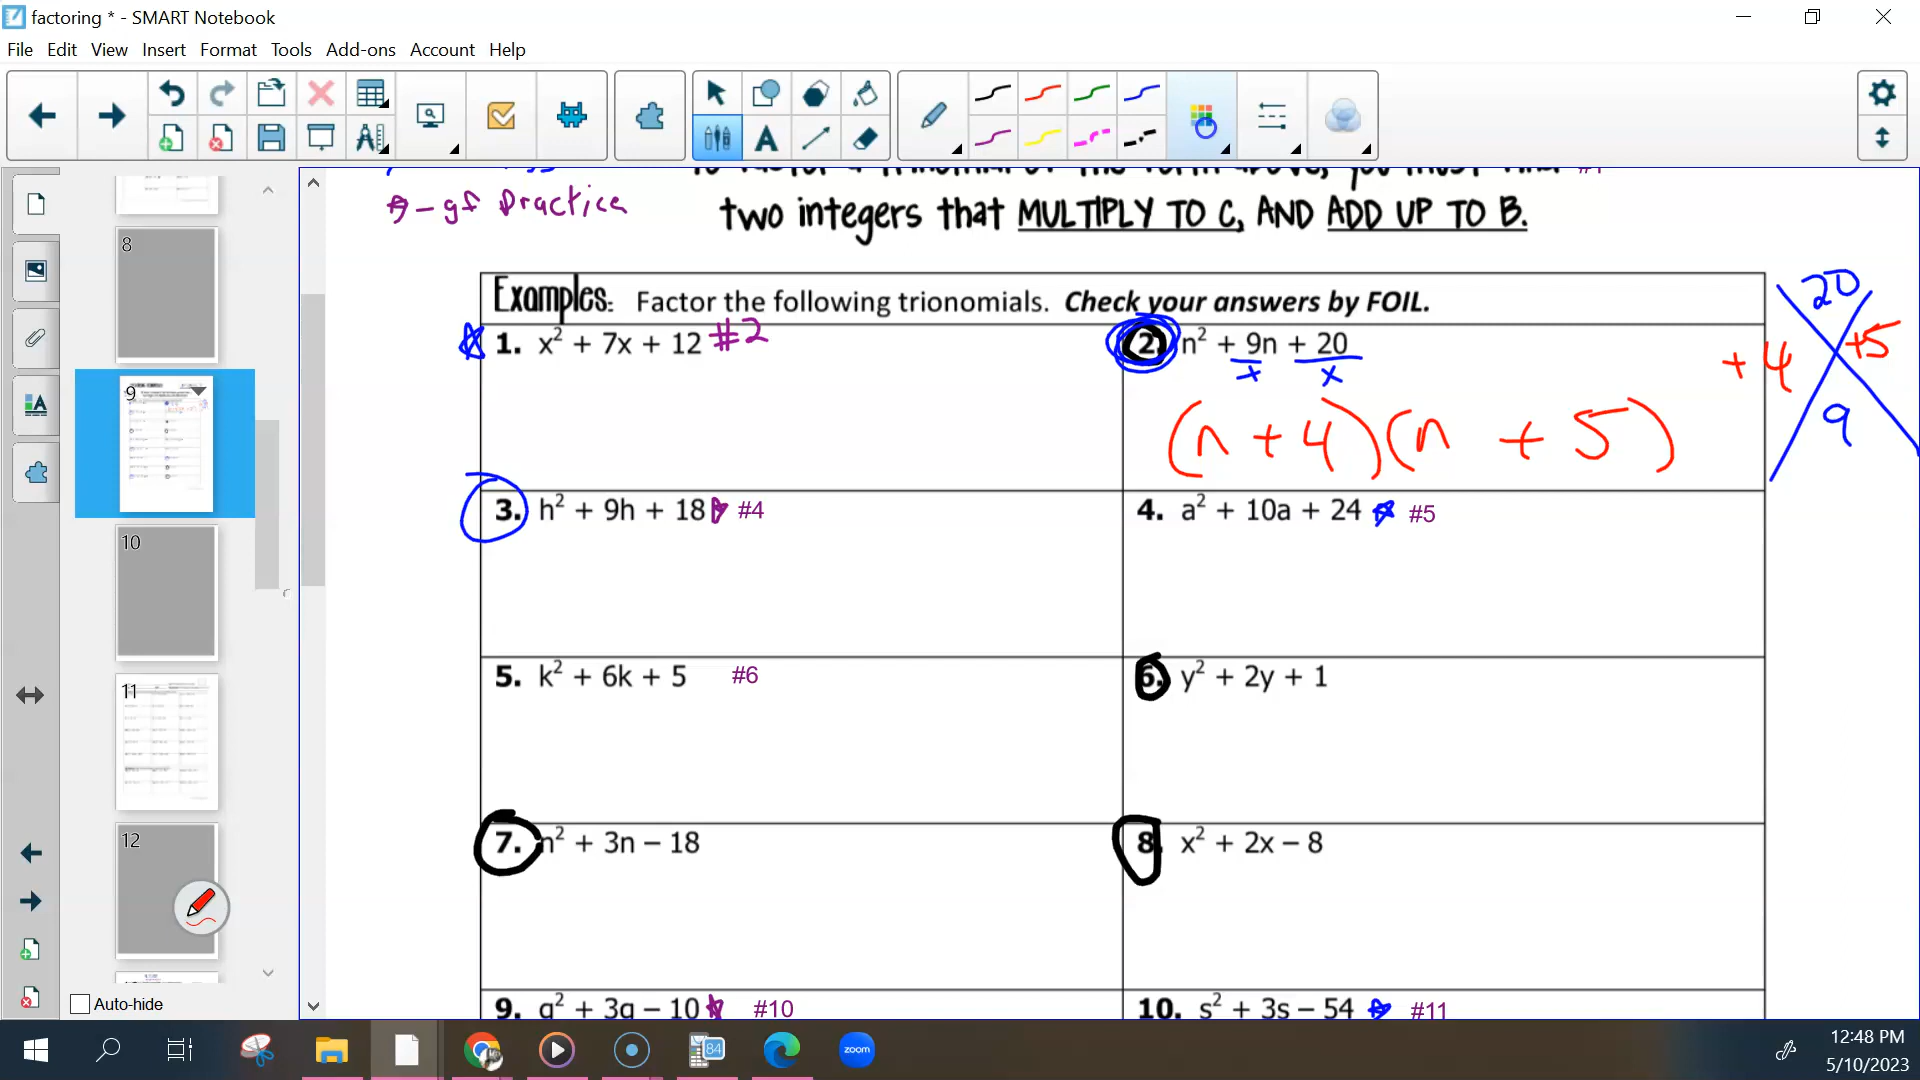 factoring * - SMART Notebook
File Edit View Insert Format Tools Add-ons Account Help
two integers that MULTIPLY TO C, AND ADD UP TO B.
Practice
Examples: Factor the following trionomials. Check your answers by FOIL.
1. x² + 7x + 12 #2
2. n² + 9n + 20
x x
(n + 4)(n + 5)
20
+4 +5
9
3. h² + 9h + 18 #4
4. a² + 10a + 24 #5
5. k² + 6k + 5 #6
6. y² + 2y + 1
7. n² + 3n – 18
8. x² + 2x – 8
9. q² + 3q – 10 #10
10. s² + 3s – 54 #11
8
9
10
11
12
Auto-hide
84
zoom
12:48 PM
5/10/2023